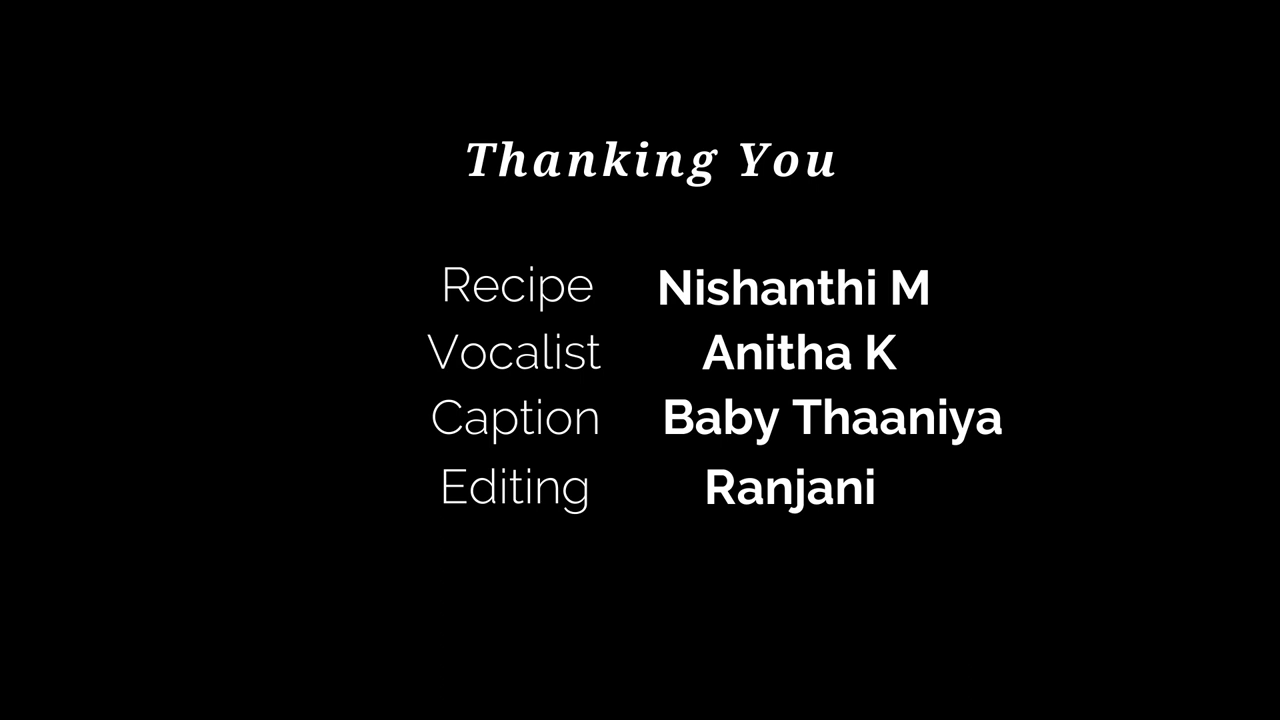 Thanking You
Recipe Nishanthi M
Vocalist Anitha K
Caption Baby Thaaniya
Editing Ranjani